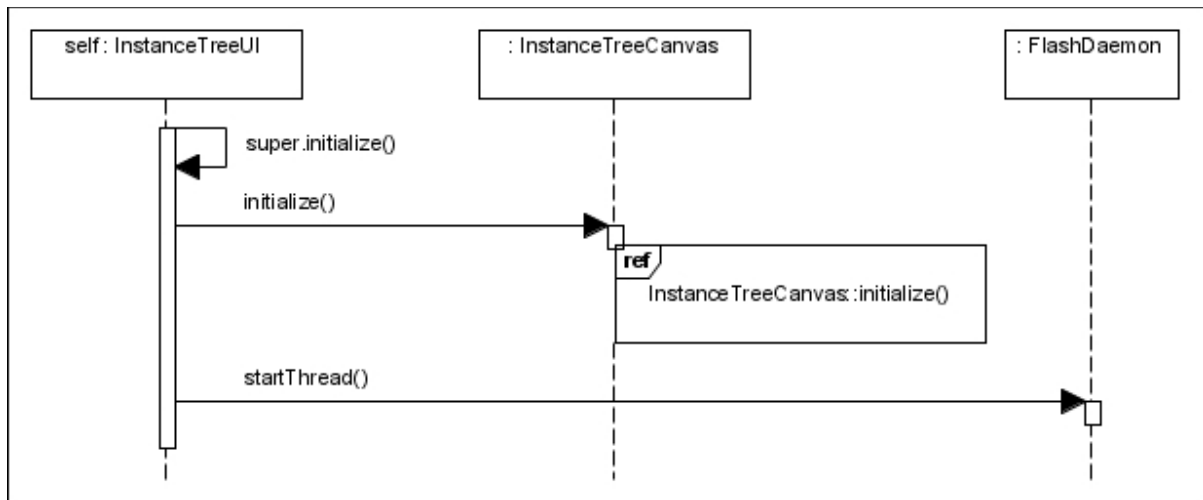 self : InstanceTreeUI
: InstanceTreeCanvas
: FlashDaemon
super.initialize()
initialize()
ref
InstanceTreeCanvas::initialize()
startThread()